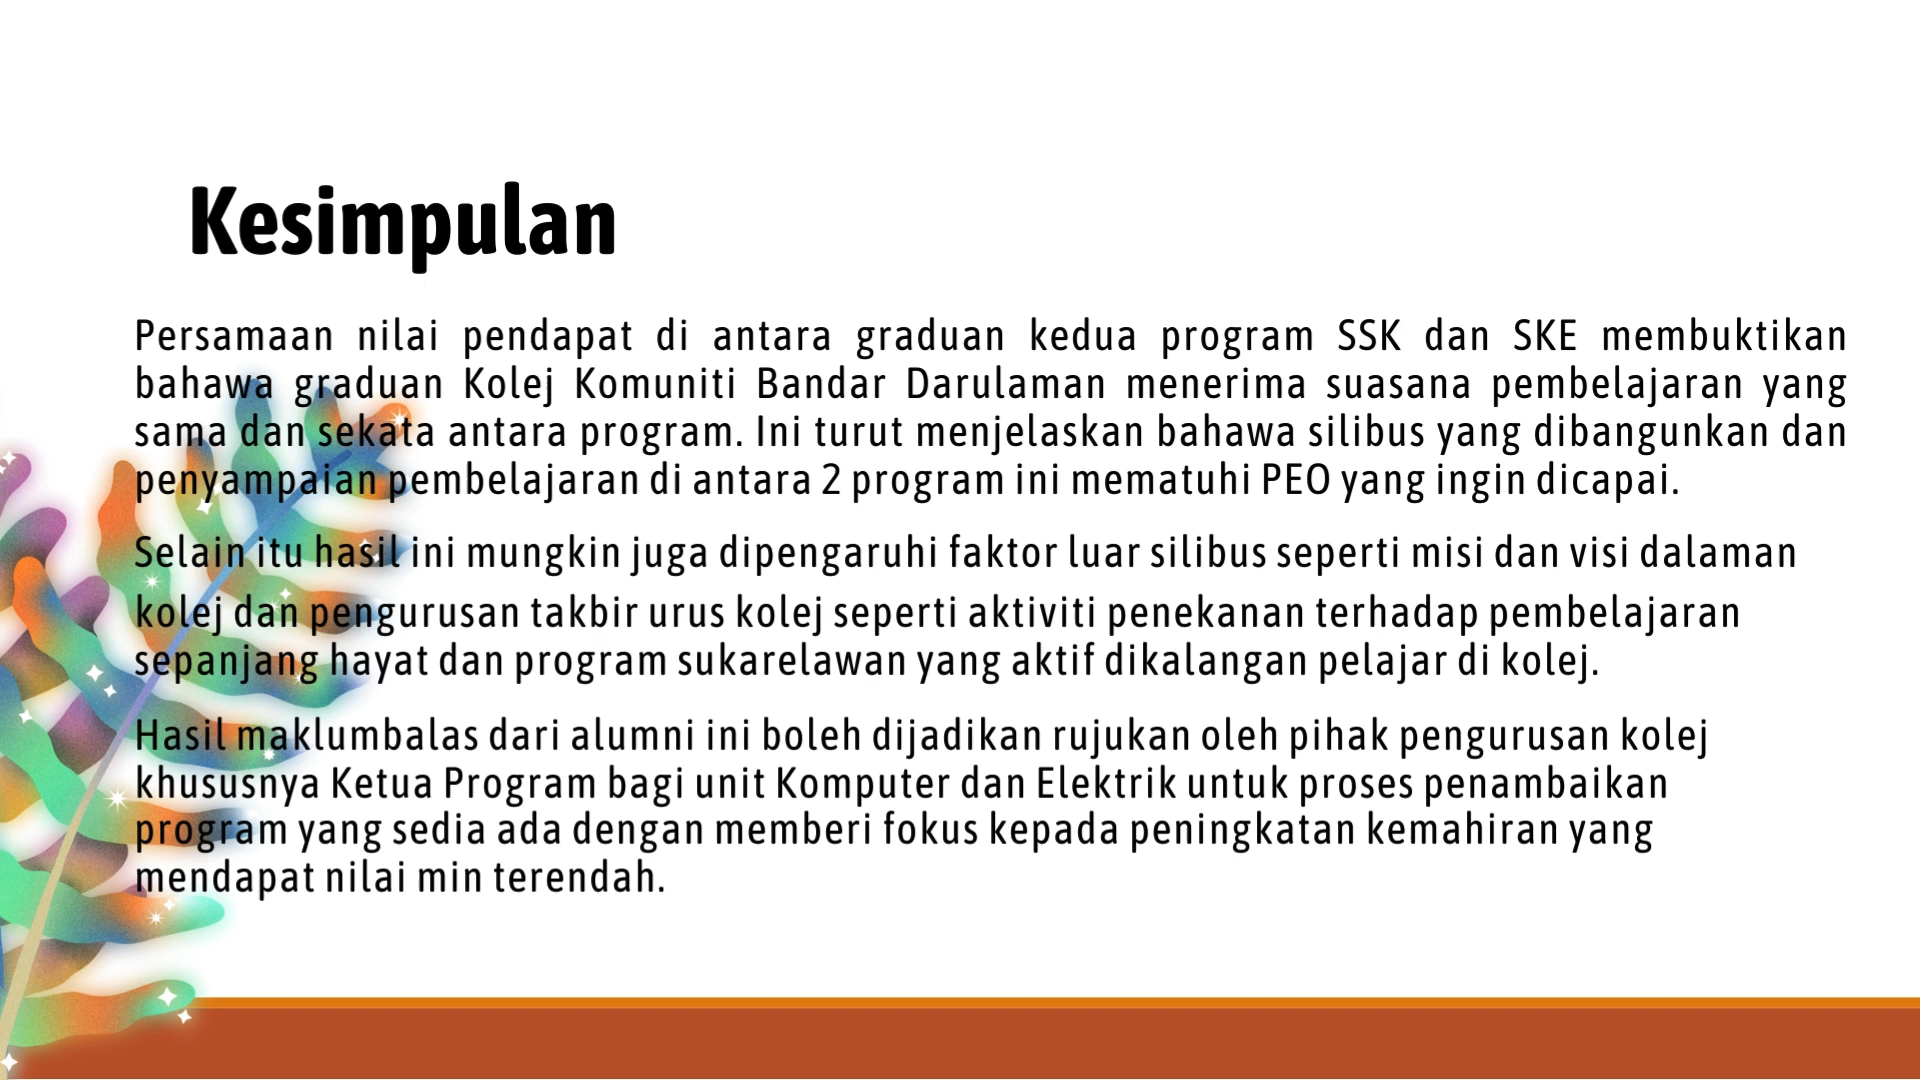 Kesimpulan
Persamaan nilai pendapat di antara graduan kedua program SSK dan SKE membuktikan
bahawa graduan Kolej Komuniti Bandar Darulaman menerima suasana pembelajaran yang
sama dan sekata antara program. Ini turut menjelaskan bahawa silibus yang dibangunkan dan
penyampaian pembelajaran di antara 2 program ini mematuhi PEO yang ingin dicapai.
Selain itu hasil ini mungkin juga dipengaruhi faktor luar silibus seperti misi dan visi dalaman
kolej dan pengurusan takbir urus kolej seperti aktiviti penekanan terhadap pembelajaran
sepanjang hayat dan program sukarelawan yang aktif dikalangan pelajar di kolej.
Hasil maklumbalas dari alumni ini boleh dijadikan rujukan oleh pihak pengurusan kolej
khususnya Ketua Program bagi unit Komputer dan Elektrik untuk proses penambaikan
program yang sedia ada dengan memberi fokus kepada peningkatan kemahiran yang
mendapat nilai min terendah.